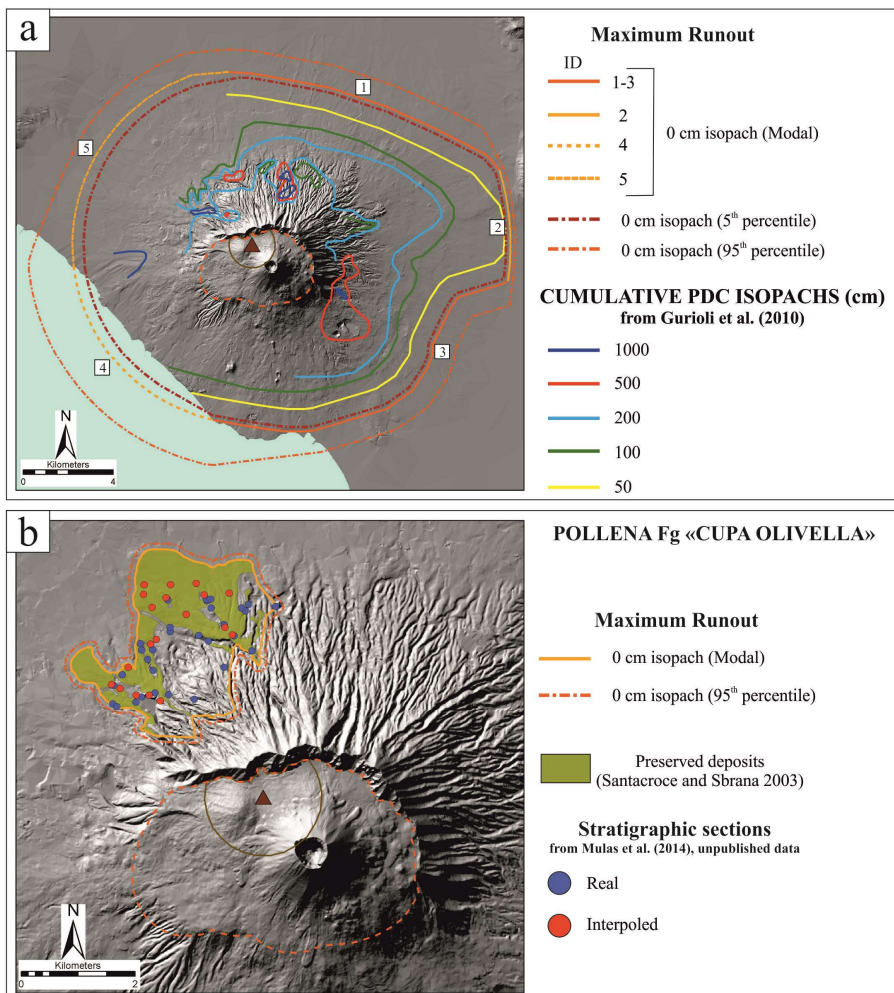 a
1
5
2
3
4
N
Kilometers
0 4
Maximum Runout
ID
1-3
2
4
5
0 cm isopach (Modal)
0 cm isopach (5th percentile)
0 cm isopach (95th percentile)
CUMULATIVE PDC ISOPACHS (cm)
from Gurioli et al. (2010)
1000
500
200
100
50
b
N
Kilometers
0 2
POLLENA Fg «CUPA OLIVELLA»
Maximum Runout
0 cm isopach (Modal)
0 cm isopach (95th percentile)
Preserved deposits
(Santacroce and Sbrana 2003)
Stratigraphic sections
from Mulas et al. (2014), unpublished data
Real
Interpoled